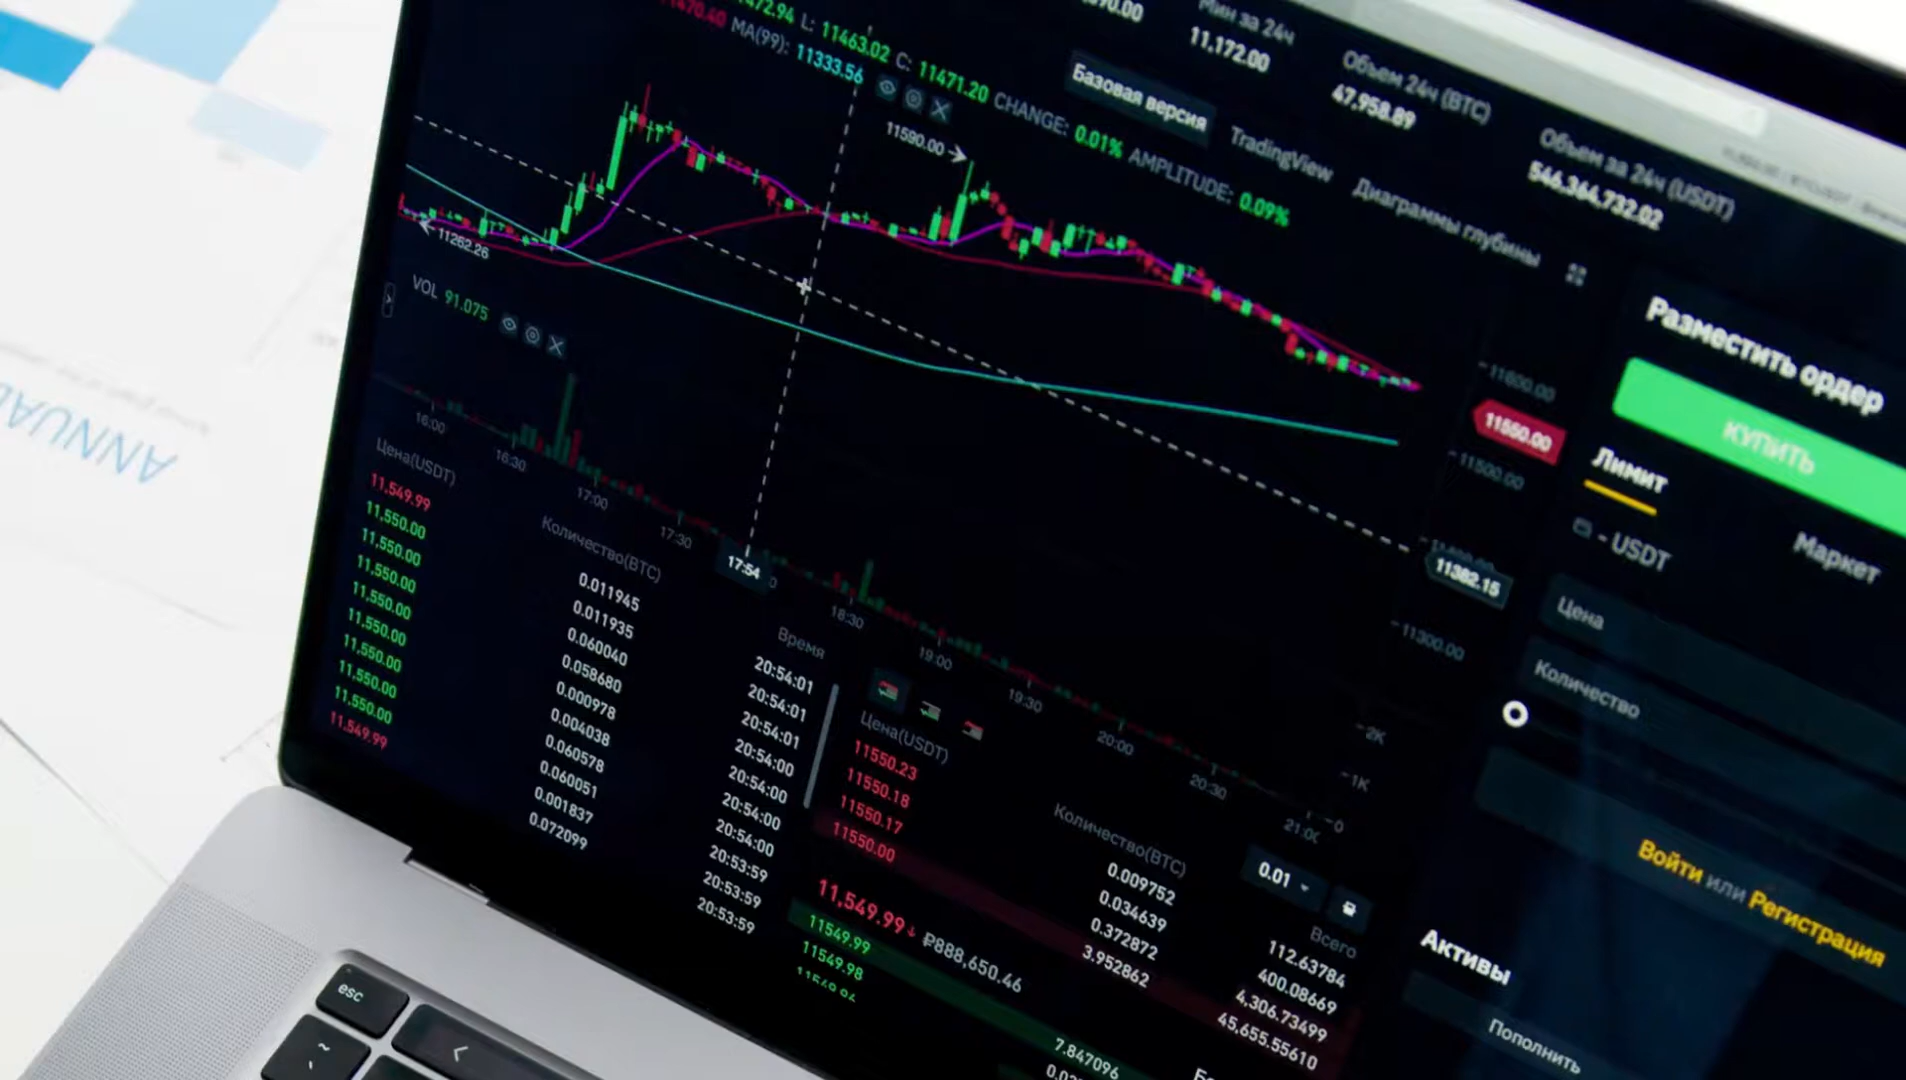 11470.40 MA(99): 11333.56
11472.94 L: 11463.02 C: 11471.20 CHANGE: 0.01% AMPLITUDE: 0.09%
Мин за 24ч
11,172.00
Объем 24ч (BTC)
47,958.89
Объем за 24ч (USDT)
546,364,732.02
Базовая версия
TradingView
Диаграммы глубины
11590.00
11262.26
VOL 91.075
11600.00
11550.00
11500.00
11382.15
11300.00
2K
1K
0
16:00
16:30
17:00
17:30
17:54
18:30
19:00
19:30
20:00
20:30
Цена(USDT)
Количество(BTC)
Время
11,549.99 0.011945 20:54:01
11,550.00 0.011935 20:54:01
11,550.00 0.060040 20:54:01
11,550.00 0.058680 20:54:00
11,550.00 0.000978 20:54:00
11,550.00 0.004038 20:54:00
11,550.00 0.060578 20:54:00
11,550.00 0.060051 20:53:59
11,550.00 0.001837 20:53:59
11,549.99 0.072099 20:53:59
0.01
Цена(USDT)
Количество(BTC)
Всего
11550.23 0.009752 112.63784
11550.18 0.034639 400.08669
11550.17 0.372872 4,306.73499
11550.00 3.952862 45,655.55610
11,549.99↓ ₽888,650.46
11549.99 7.847096
11549.98
Разместить ордер
КУПИТЬ
Лимит
Маркет
- USDT
Цена
Количество
Войти или Регистрация
Активы
Пополнить
ANNUAL
esc
~